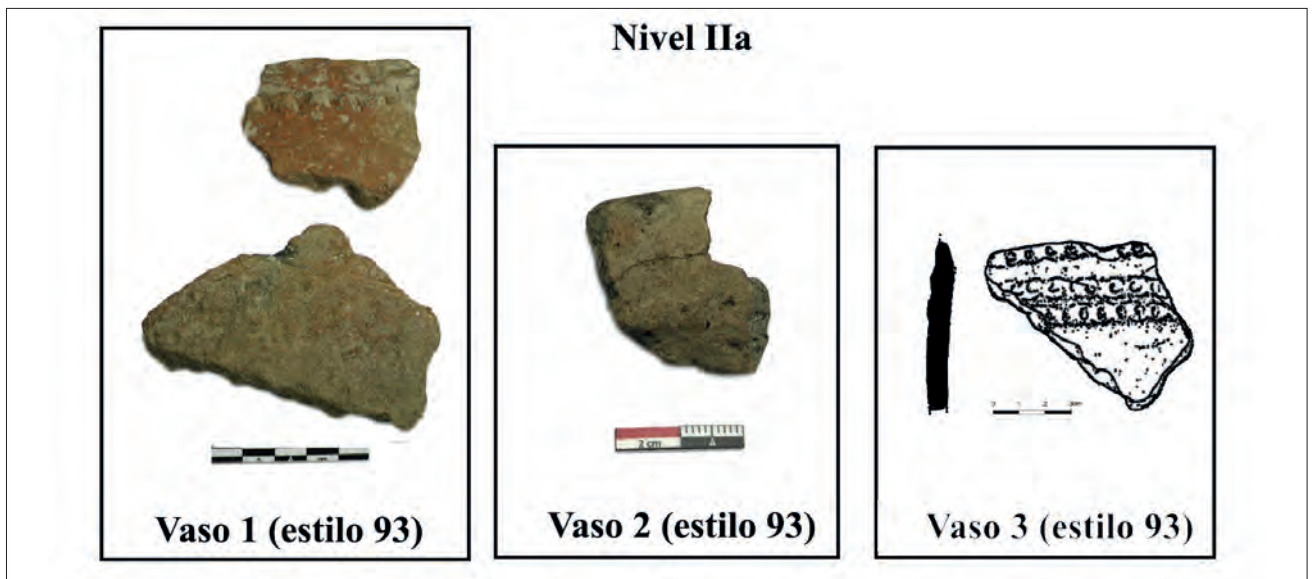 Nivel IIa
2 cm
Vaso 1 (estilo 93)
Vaso 2 (estilo 93)
Vaso 3 (estilo 93)